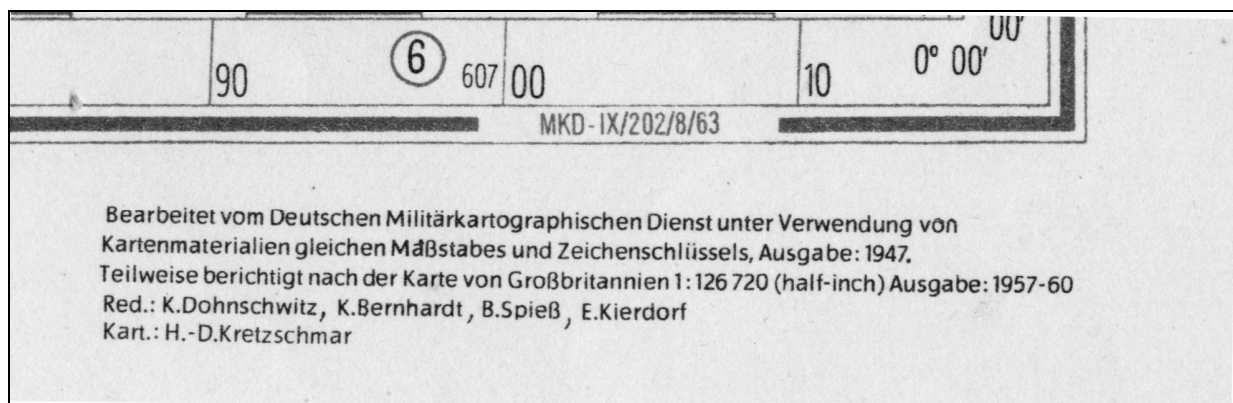 00'
90 6 607 00 10 0° 00'
MKD-IX/202/8/63
Bearbeitet vom Deutschen Militärkartographischen Dienst unter Verwendung von
Kartenmaterialien gleichen Maßstabes und Zeichenschlüssels, Ausgabe: 1947.
Teilweise berichtigt nach der Karte von Großbritannien 1:126 720 (half-inch) Ausgabe: 1957-60
Red.: K.Dohnschwitz, K.Bernhardt, B.Spieß, E.Kierdorf
Kart.: H.-D.Kretzschmar